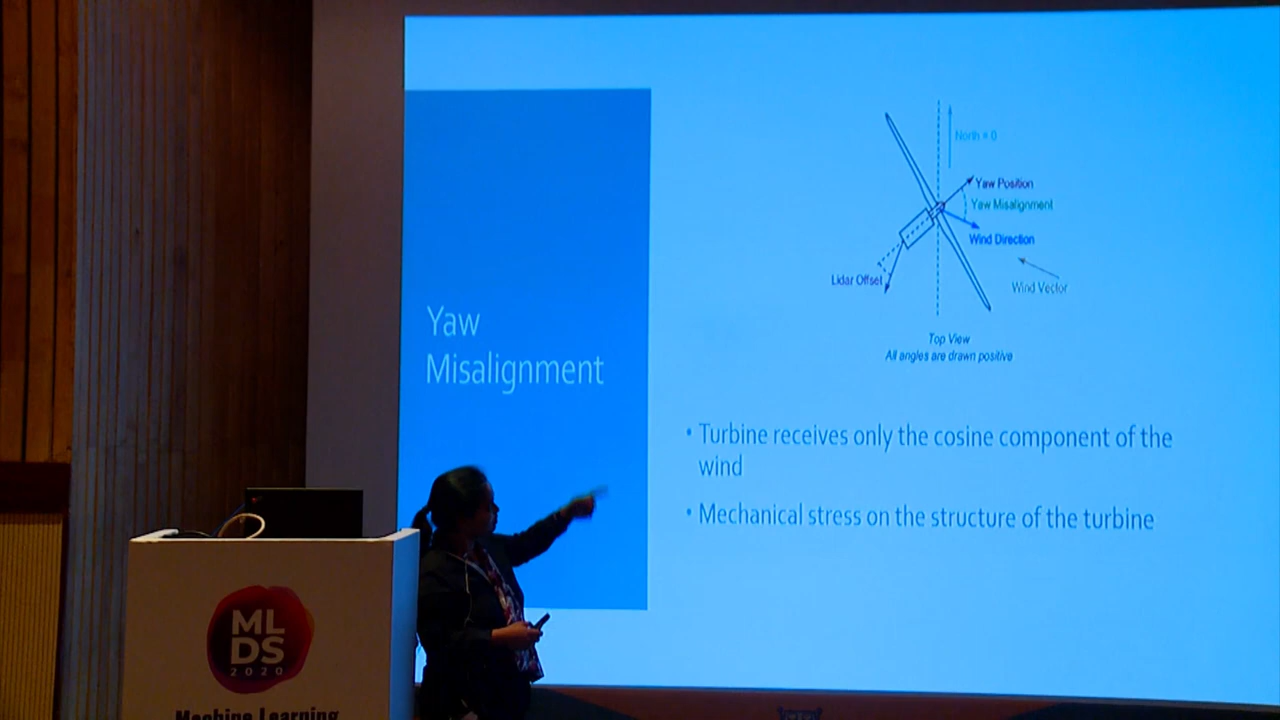 Yaw
Misalignment
North = 0
Yaw Position
Yaw Misalignment
Wind Direction
Lidar Offset
Wind Vector
Top View
All angles are drawn positive
• Turbine receives only the cosine component of the
wind
• Mechanical stress on the structure of the turbine
ML
DS
2020
Machine Learning